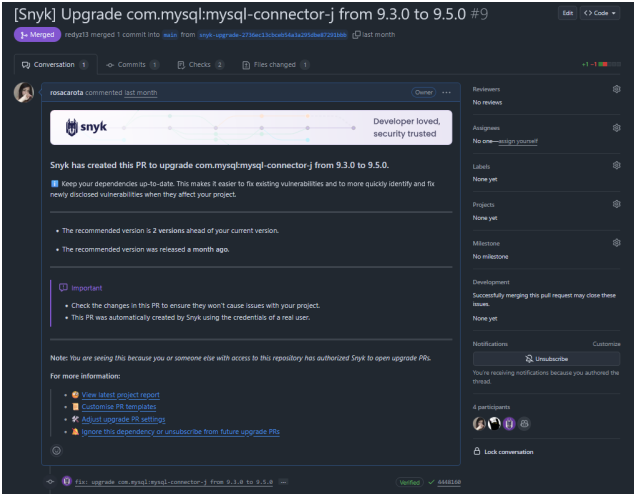 [Snyk] Upgrade com.mysql:mysql-connector-j from 9.3.0 to 9.5.0 #9
Edit
Code
Merged
redyz13 merged 1 commit into main from
last month
Conversation 1
Commits 1
Checks 2
Files changed 1
+1 −1
rosacarota commented last month
Owner
snyk
Developer loved,
security trusted
Snyk has created this PR to upgrade com.mysql:mysql-connector-j from 9.3.0 to 9.5.0.
Keep your dependencies up-to-date. This makes it easier to fix existing vulnerabilities and to more quickly identify and fix
newly disclosed vulnerabilities when they affect your project.
The recommended version is 2 versions ahead of your current version.
The recommended version was released a month ago.
Important
Check the changes in this PR to ensure they won't cause issues with your project.
This PR was automatically created by Snyk using the credentials of a real user.
Note: You are seeing this because you or someone else with access to this repository has authorized Snyk to open upgrade PRs.
For more information:
View latest project report
Customise PR templates
Adjust upgrade PR settings
Ignore this dependency or unsubscribe from future upgrade PRs
fix: upgrade com.mysql:mysql-connector-j from 9.3.0 to 9.5.0
Verified
4448160
Reviewers
No reviews
Assignees
No one—assign yourself
Labels
None yet
Projects
None yet
Milestone
No milestone
Development
Successfully merging this pull request may close these
issues.
None yet
Notifications
Customize
Unsubscribe
You're receiving notifications because you authored the
thread.
4 participants
Lock conversation